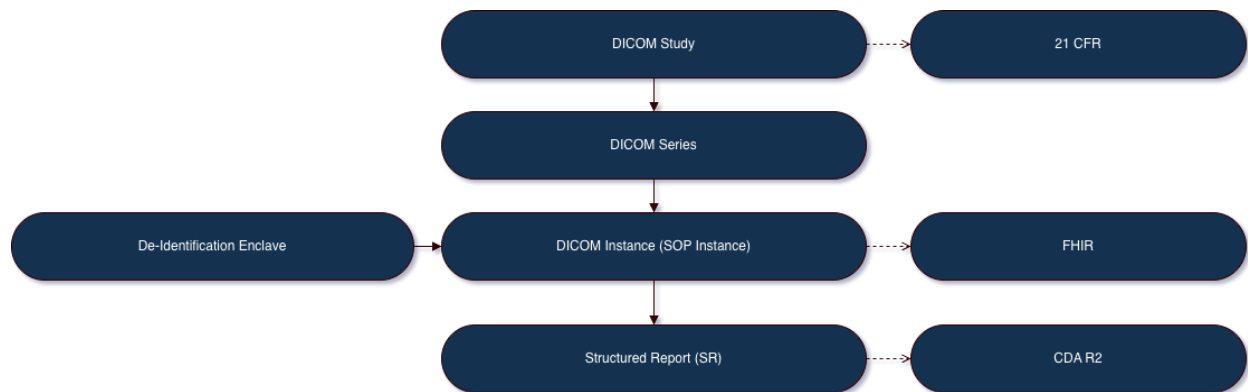 DICOM Study
21 CFR
DICOM Series
De-Identification Enclave
DICOM Instance (SOP Instance)
FHIR
Structured Report (SR)
CDA R2